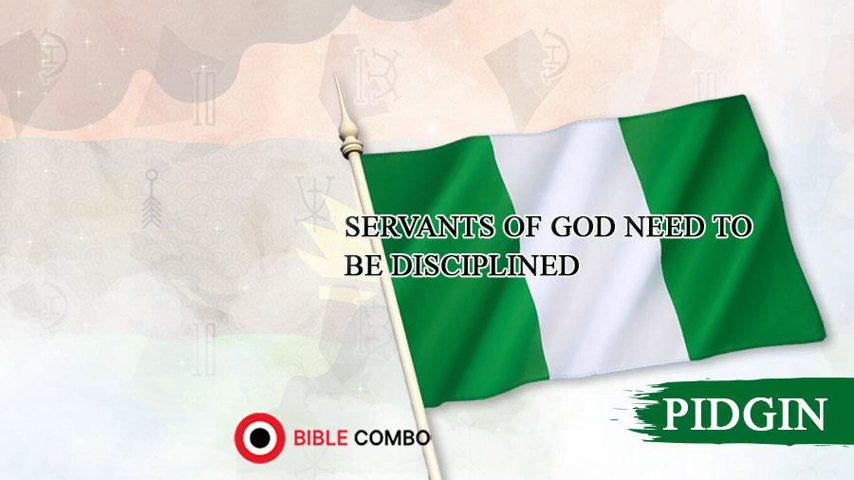 SERVANTS OF GOD NEED TO
BE DISCIPLINED
PIDGIN
BIBLE COMBO